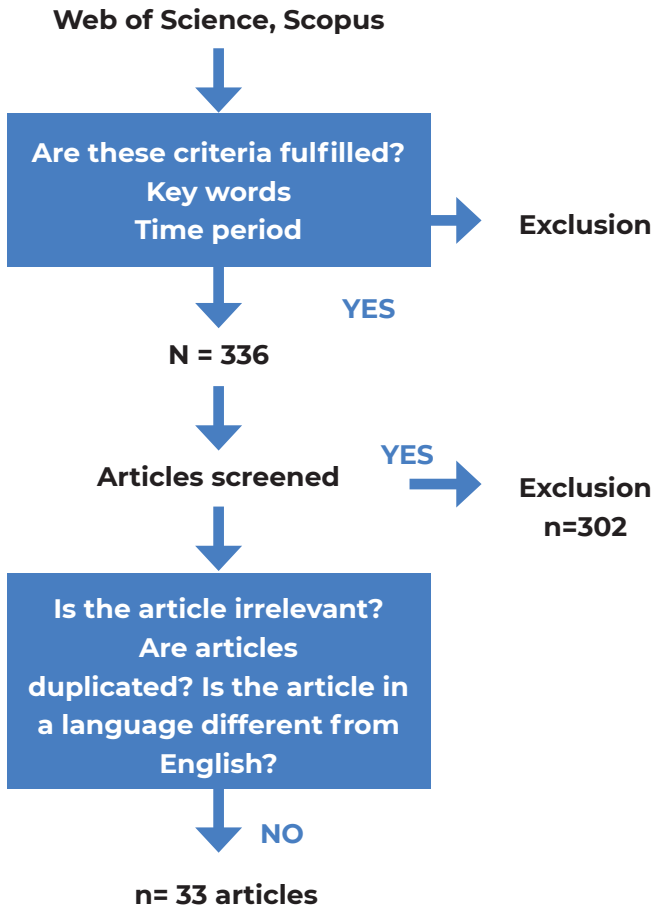 Web of Science, Scopus
Are these criteria fulfilled?
Key words
Time period
Exclusion
YES
N = 336
Articles screened
YES
Exclusion
n=302
Is the article irrelevant?
Are articles
duplicated? Is the article in
a language different from
English?
NO
n= 33 articles